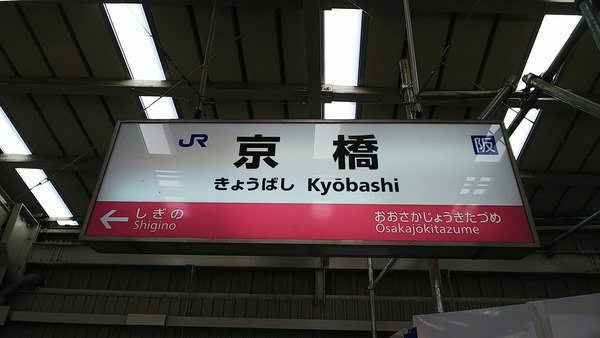 JR 京橋 阪
きょうばし Kyōbashi
しぎの おおさかじょうきたづめ
Shigino Osakajōkitazume